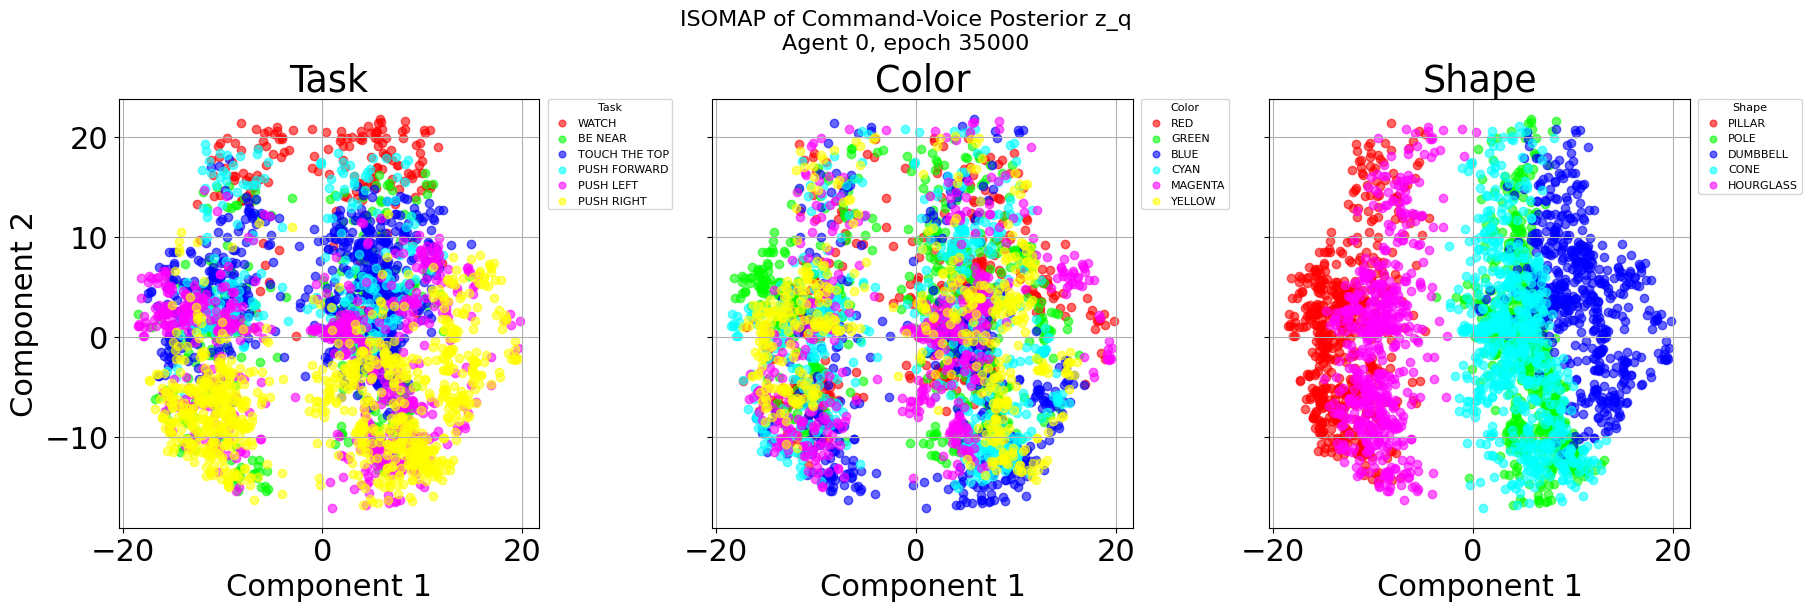 ISOMAP of Command-Voice Posterior z_q
Agent 0, epoch 35000
Task
Color
Shape
Component 2
20
10
0
−10
−20
0
20
Component 1
Task
WATCH
BE NEAR
TOUCH THE TOP
PUSH FORWARD
PUSH LEFT
PUSH RIGHT
−20
0
20
Component 1
Color
RED
GREEN
BLUE
CYAN
MAGENTA
YELLOW
−20
0
20
Component 1
Shape
PILLAR
POLE
DUMBBELL
CONE
HOURGLASS